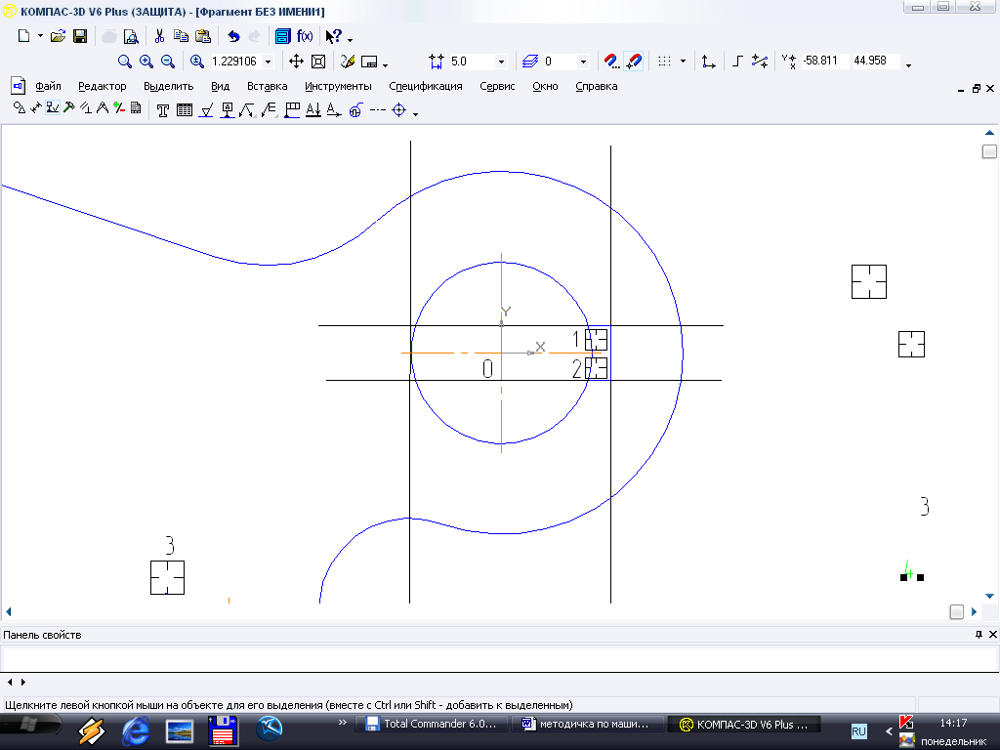 КОМПАС-3D V6 Plus (ЗАЩИТА) - [Фрагмент БЕЗ ИМЕНИ1]
f(x) ?
1.229106 5.0 0 -58.811 44.958
Файл Редактор Выделить Вид Вставка Инструменты Спецификация Сервис Окно Справка
Y
X
1
0
2
3
3
4
Панель свойств
Щелкните левой кнопкой мыши на объекте для его выделения (вместе с Ctrl или Shift - добавить к выделенным)
Total Commander 6.0... методичка по маши... КОМПАС-3D V6 Plus ... RU 14:17
понедельник